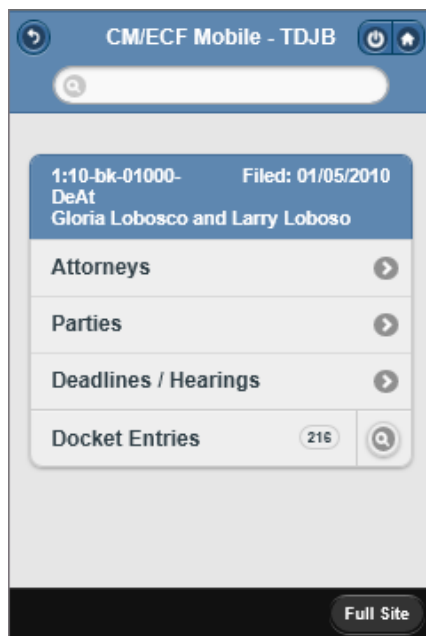 CM/ECF Mobile - TDJB
1:10-bk-01000- Filed: 01/05/2010
DeAt
Gloria Lobosco and Larry Loboso
Attorneys
Parties
Deadlines / Hearings
Docket Entries 216
Full Site